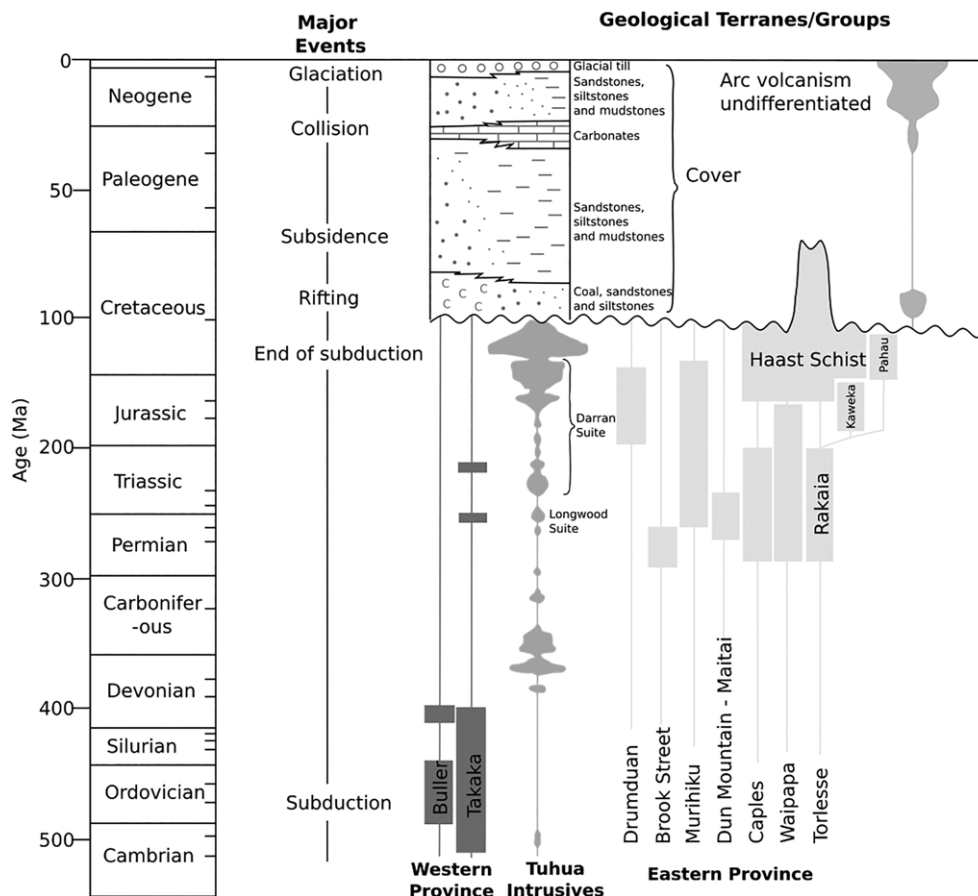 Major
Events
Geological Terranes/Groups
Age (Ma)
0
50
100
200
300
400
500
Neogene
Paleogene
Cretaceous
Jurassic
Triassic
Permian
Carbonifer
-ous
Devonian
Silurian
Ordovician
Cambrian
Glaciation
Collision
Subsidence
Rifting
End of subduction
Subduction
Glacial till
Sandstones,
siltstones
and mudstones
Carbonates
Sandstones,
siltstones
and mudstones
C C C
C C
Coal, sandstones
and siltstones
Cover
Arc volcanism
undifferentiated
Darran
Suite
Longwood
Suite
Haast Schist
Pahau
Kaweka
Rakaia
Buller
Takaka
Drumduan
Brook Street
Murihiku
Dun Mountain - Maitai
Caples
Waipapa
Torlesse
Western
Province
Tuhua
Intrusives
Eastern Province